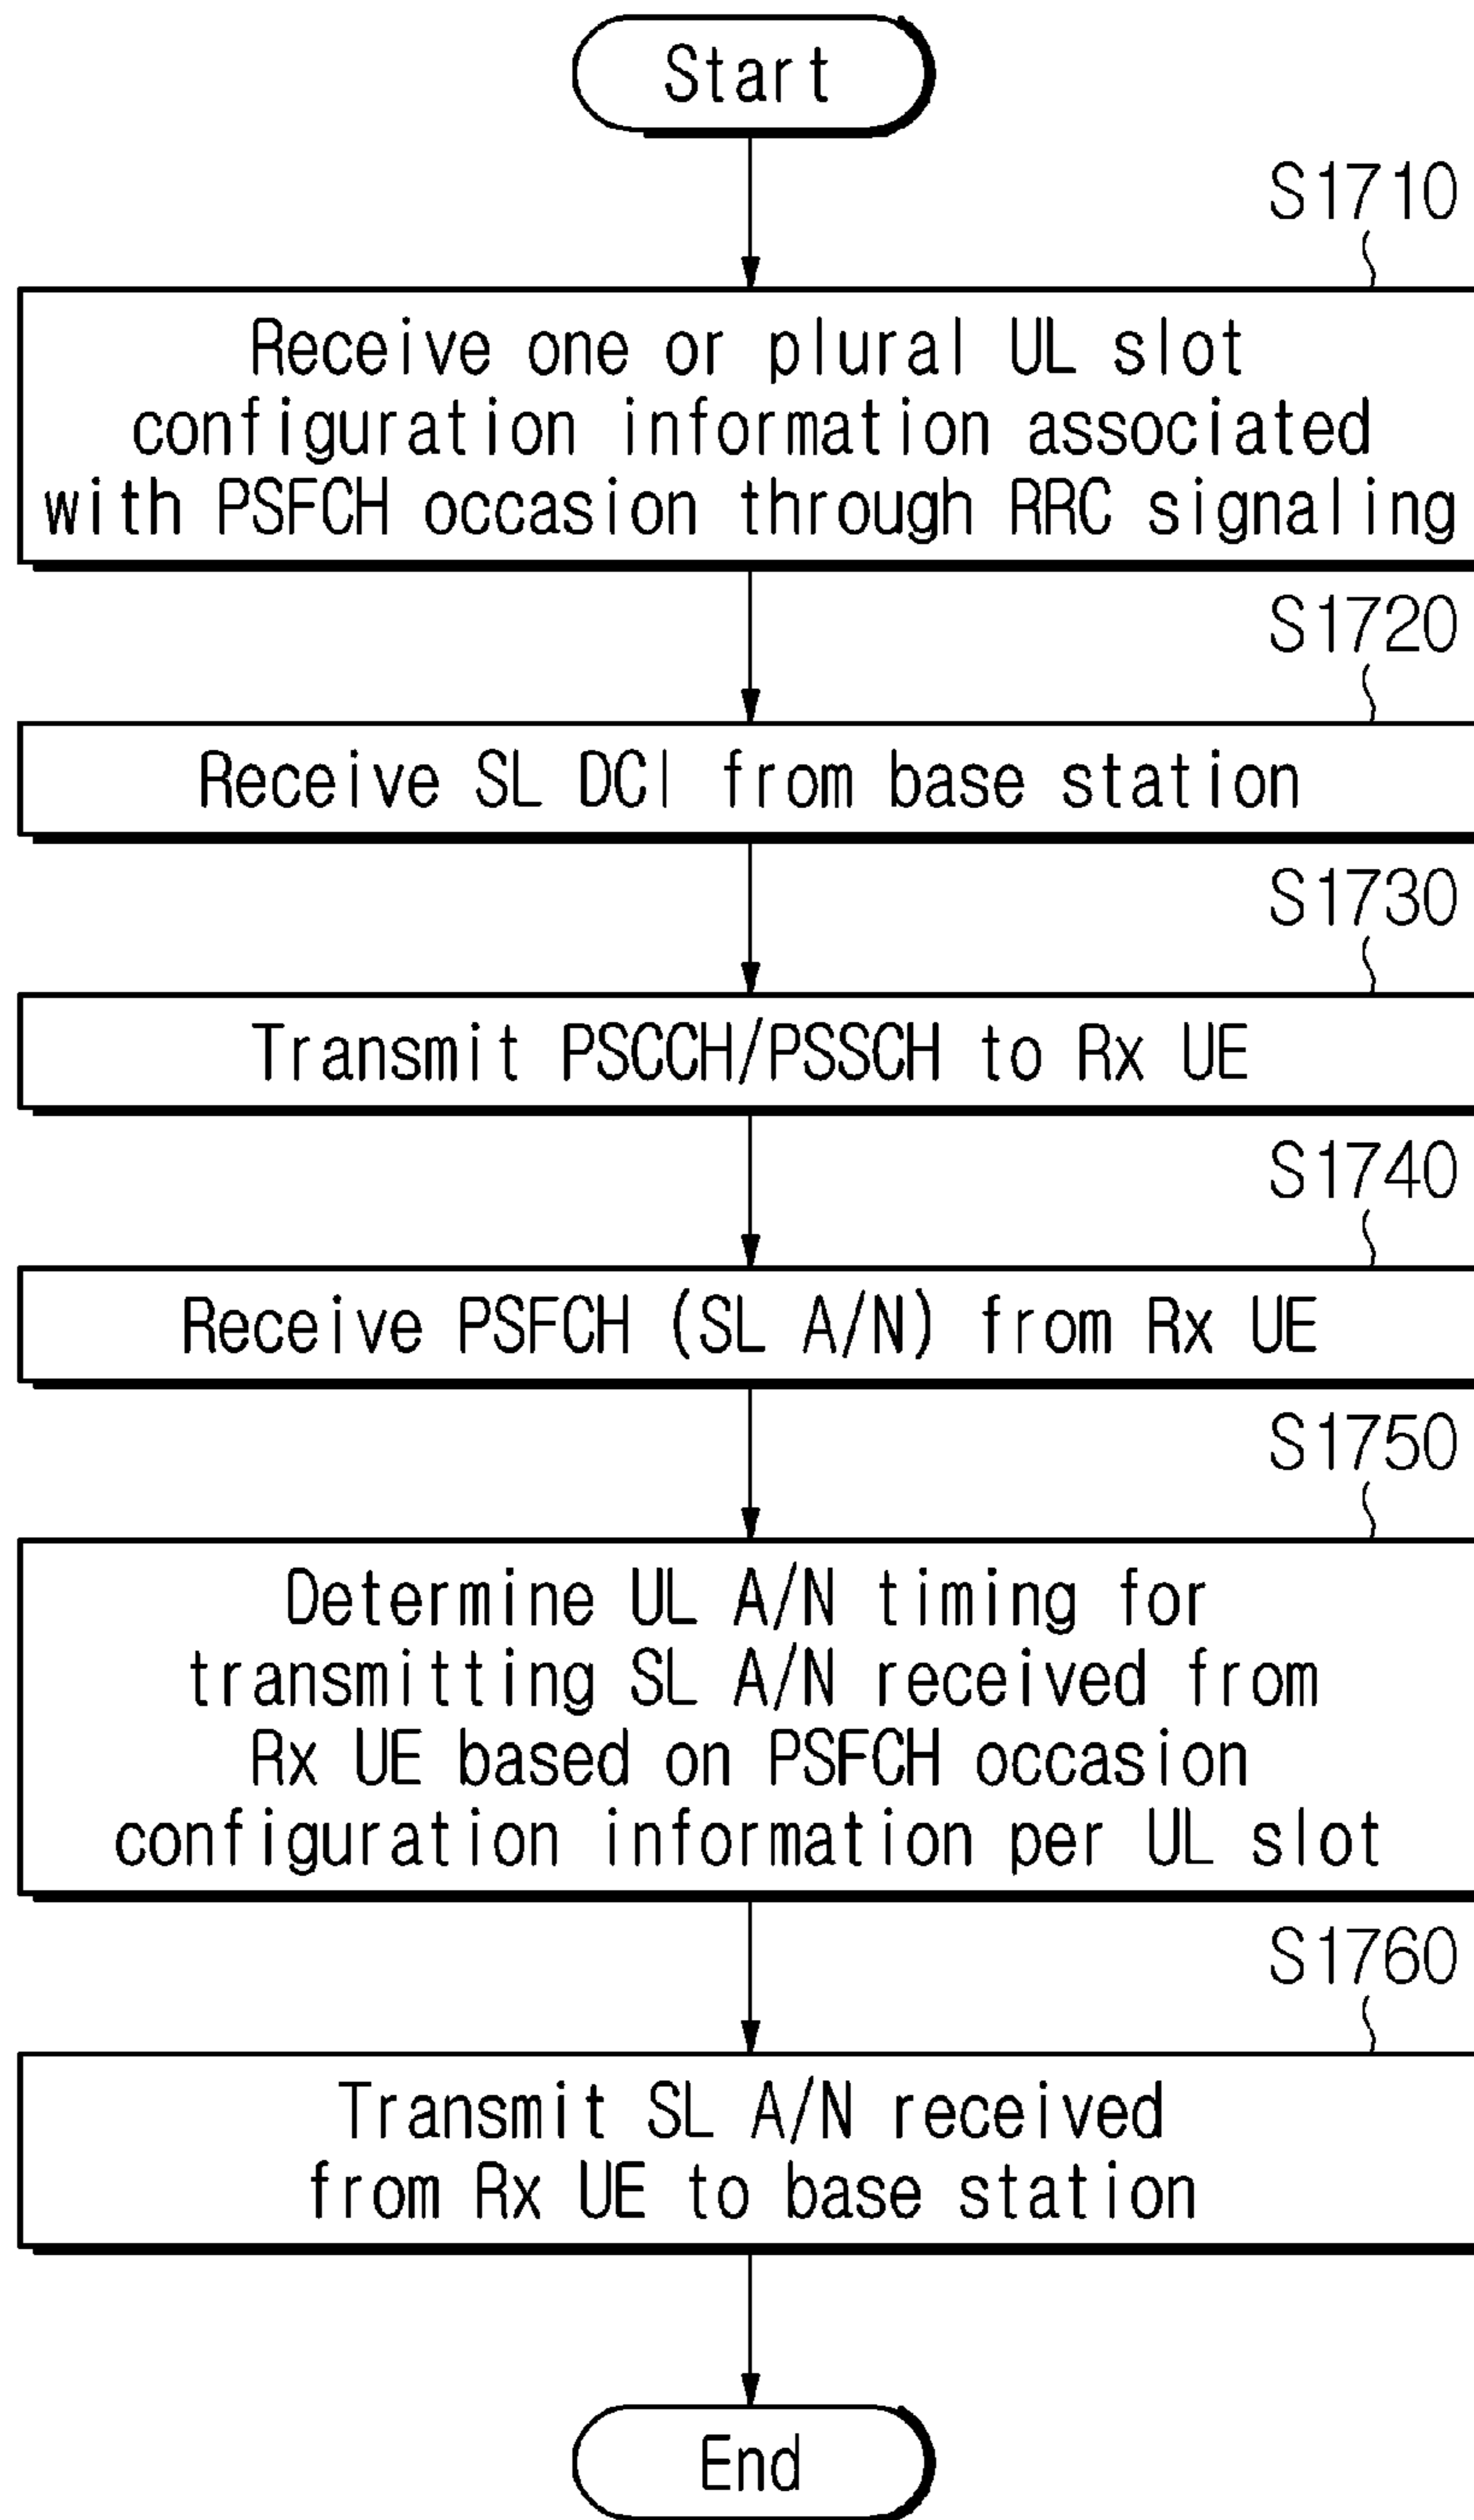 Start
S1710
Receive one or plural UL slot
configuration information associated
with PSFCH occasion through RRC signaling
S1720
Receive SL DCI from base station
S1730
Transmit PSCCH/PSSCH to Rx UE
S1740
Receive PSFCH (SL A/N) from Rx UE
S1750
Determine UL A/N timing for
transmitting SL A/N received from
Rx UE based on PSFCH occasion
configuration information per UL slot
S1760
Transmit SL A/N received
from Rx UE to base station
End